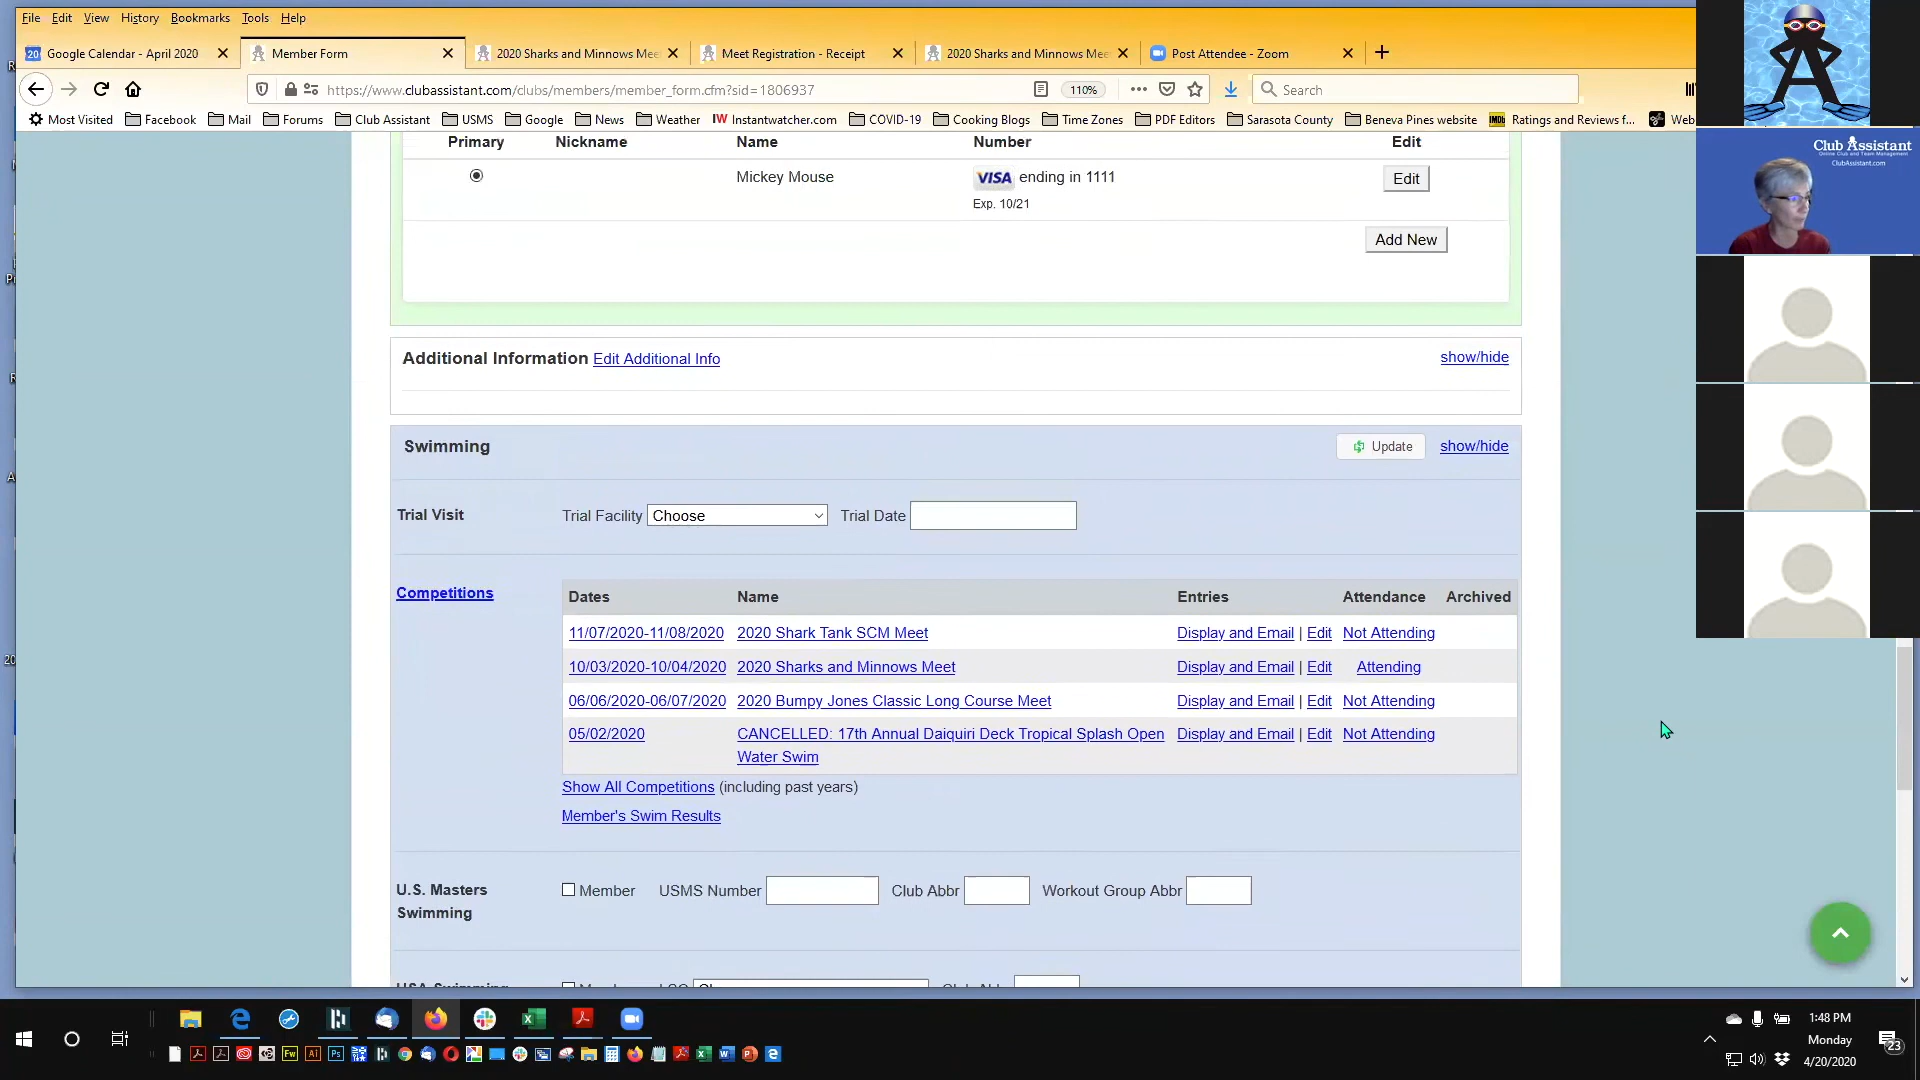 File Edit View History Bookmarks Tools Help
20 Google Calendar - April 2020
Member Form
2020 Sharks and Minnows Mee
Meet Registration - Receipt
2020 Sharks and Minnows Mee
Post Attendee - Zoom
https://www.clubassistant.com/clubs/members/member_form.cfm?sid=1806937
110%
Search
Most Visited Facebook Mail Forums Club Assistant USMS Google News Weather IW Instantwatcher.com COVID-19 Cooking Blogs Time Zones PDF Editors Sarasota County Beneva Pines website IMDb Ratings and Reviews f... Web
Primary Nickname Name Number Edit
Mickey Mouse VISA ending in 1111 Edit
Exp. 10/21
Add New
Additional Information Edit Additional Info show/hide
Swimming Update show/hide
Trial Visit Trial Facility Choose Trial Date
Competitions Dates Name Entries Attendance Archived
11/07/2020-11/08/2020 2020 Shark Tank SCM Meet Display and Email | Edit Not Attending
10/03/2020-10/04/2020 2020 Sharks and Minnows Meet Display and Email | Edit Attending
06/06/2020-06/07/2020 2020 Bumpy Jones Classic Long Course Meet Display and Email | Edit Not Attending
05/02/2020 CANCELLED: 17th Annual Daiquiri Deck Tropical Splash Open Display and Email | Edit Not Attending
Water Swim
Show All Competitions (including past years)
Member's Swim Results
U.S. Masters Member USMS Number Club Abbr Workout Group Abbr
Swimming
Club Assistant
Online Club and Team Management
ClubAssistant.com
1:48 PM
Monday
4/20/2020
23